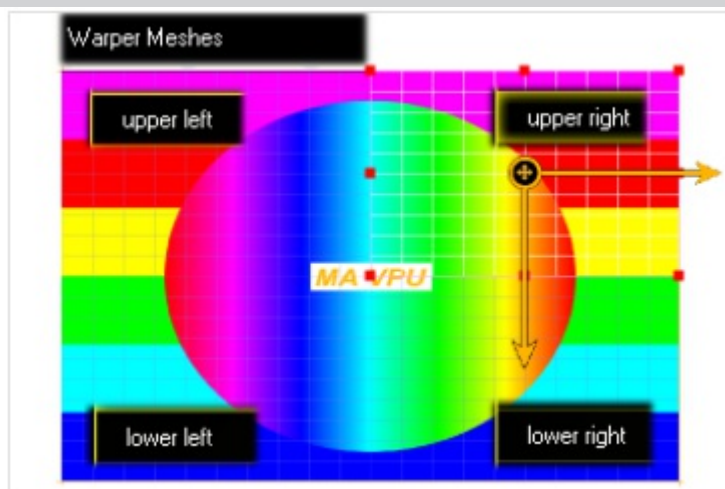 Warper Meshes
upper left
upper right
MA VPU
lower left
lower right